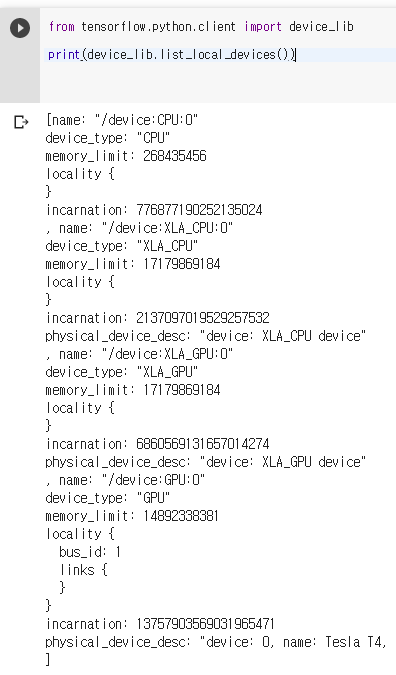 from tensorflow.python.client import device_lib
print(device_lib.list_local_devices())
[name: "/device:CPU:0"
device_type: "CPU"
memory_limit: 268435456
locality {
}
incarnation: 776877190252135024
, name: "/device:XLA_CPU:0"
device_type: "XLA_CPU"
memory_limit: 17179869184
locality {
}
incarnation: 2137097019529257532
physical_device_desc: "device: XLA_CPU device"
, name: "/device:XLA_GPU:0"
device_type: "XLA_GPU"
memory_limit: 17179869184
locality {
}
incarnation: 6860569131657014274
physical_device_desc: "device: XLA_GPU device"
, name: "/device:GPU:0"
device_type: "GPU"
memory_limit: 14892338381
locality {
  bus_id: 1
  links {
  }
}
incarnation: 13757903569031965471
physical_device_desc: "device: 0, name: Tesla T4,
]